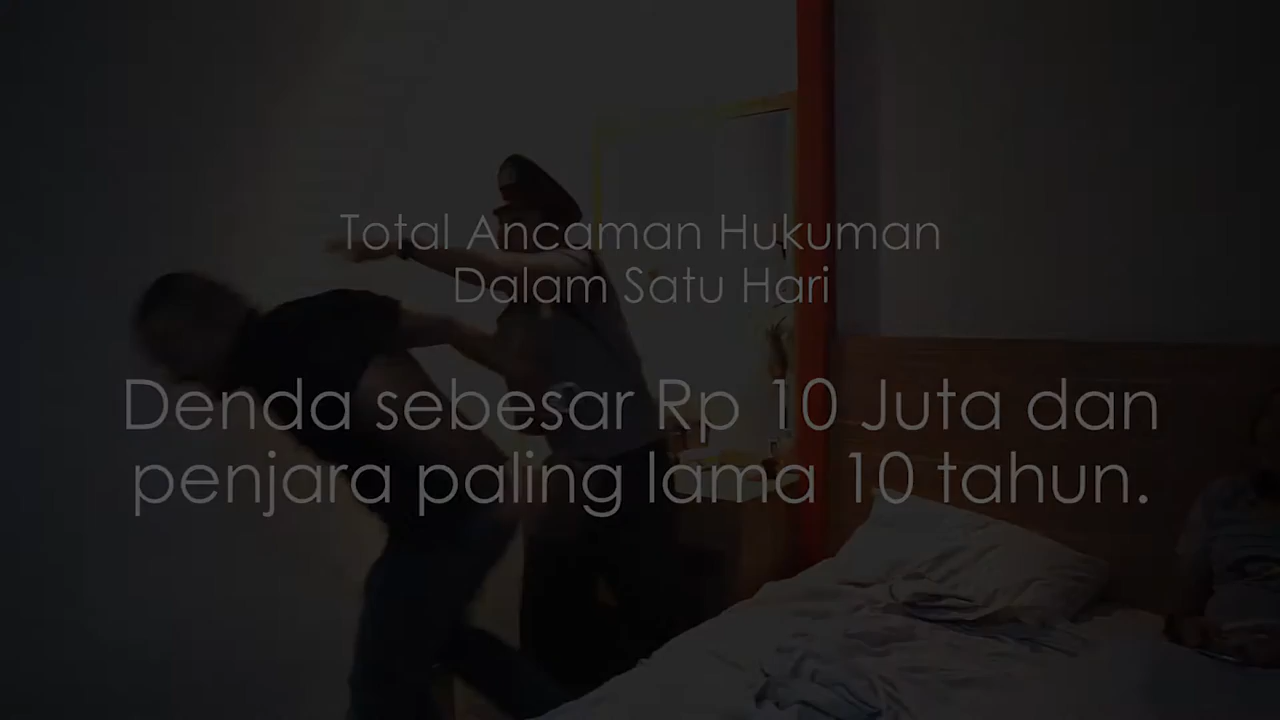 Total Ancaman Hukuman
Dalam Satu Hari
Denda sebesar Rp 10 Juta dan
penjara paling lama 10 tahun.